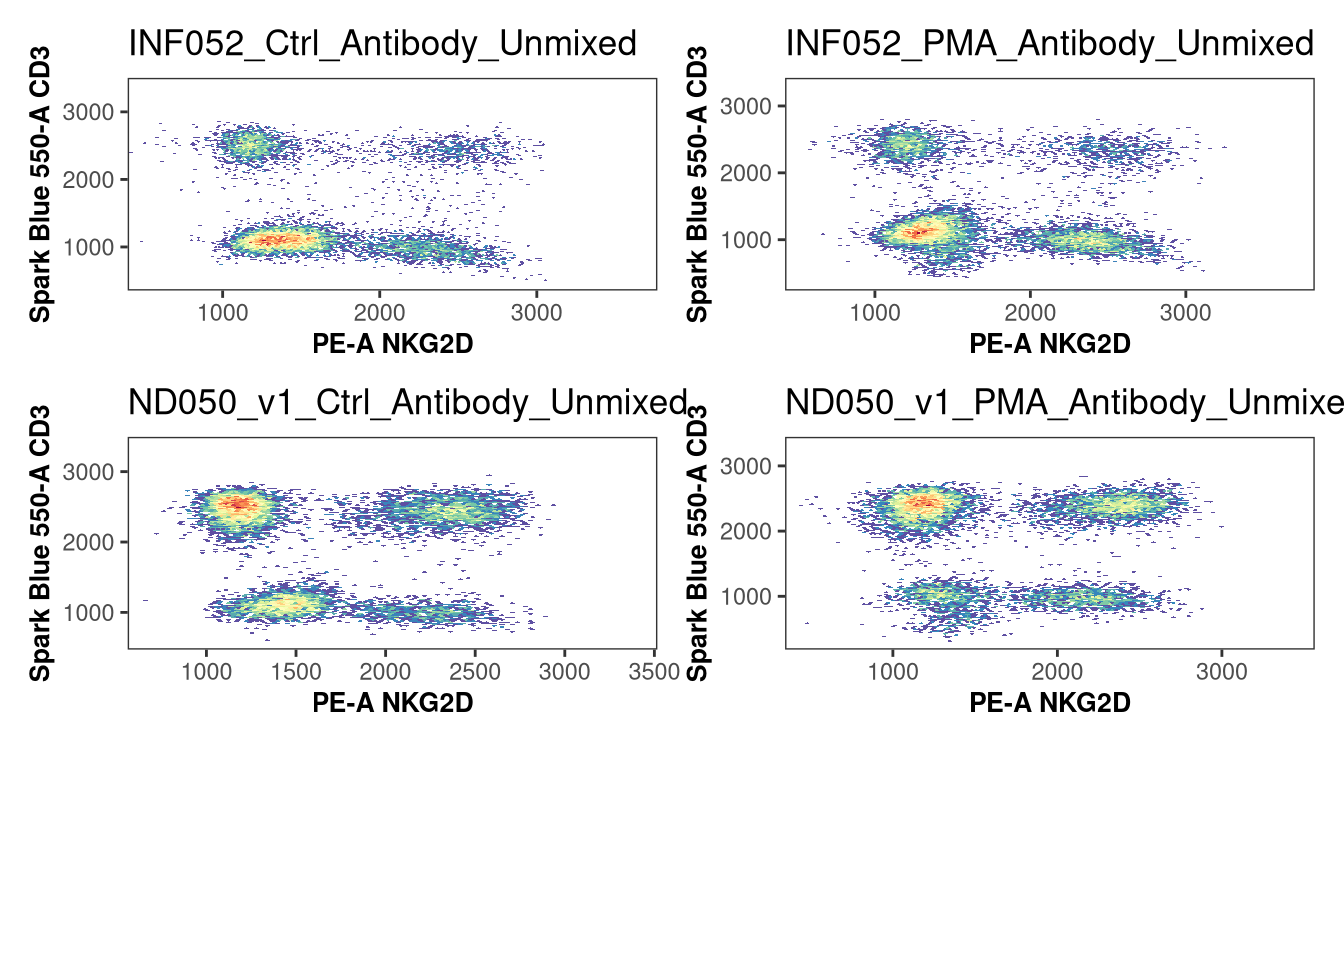 INF052_Ctrl_Antibody_Unmixed
Spark Blue 550-A CD3
3000
2000
1000
1000 2000 3000
PE-A NKG2D
INF052_PMA_Antibody_Unmixed
Spark Blue 550-A CD3
3000
2000
1000
1000 2000 3000
PE-A NKG2D
ND050_v1_Ctrl_Antibody_Unmixed
Spark Blue 550-A CD3
3000
2000
1000
1000 1500 2000 2500 3000 3500
PE-A NKG2D
ND050_v1_PMA_Antibody_Unmixe
Spark Blue 550-A CD3
3000
2000
1000
1000 2000 3000
PE-A NKG2D